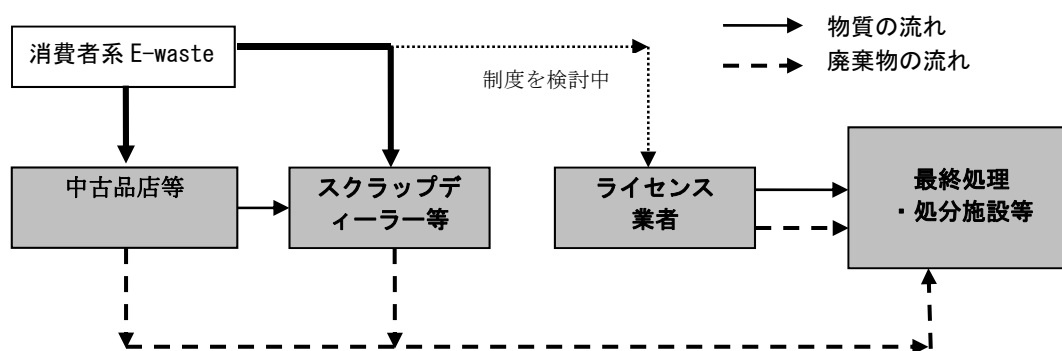 消費者系 E-waste
物質の流れ
廃棄物の流れ
制度を検討中
中古品店等
スクラップデ
ィーラー等
ライセンス
業者
最終処理
・処分施設等